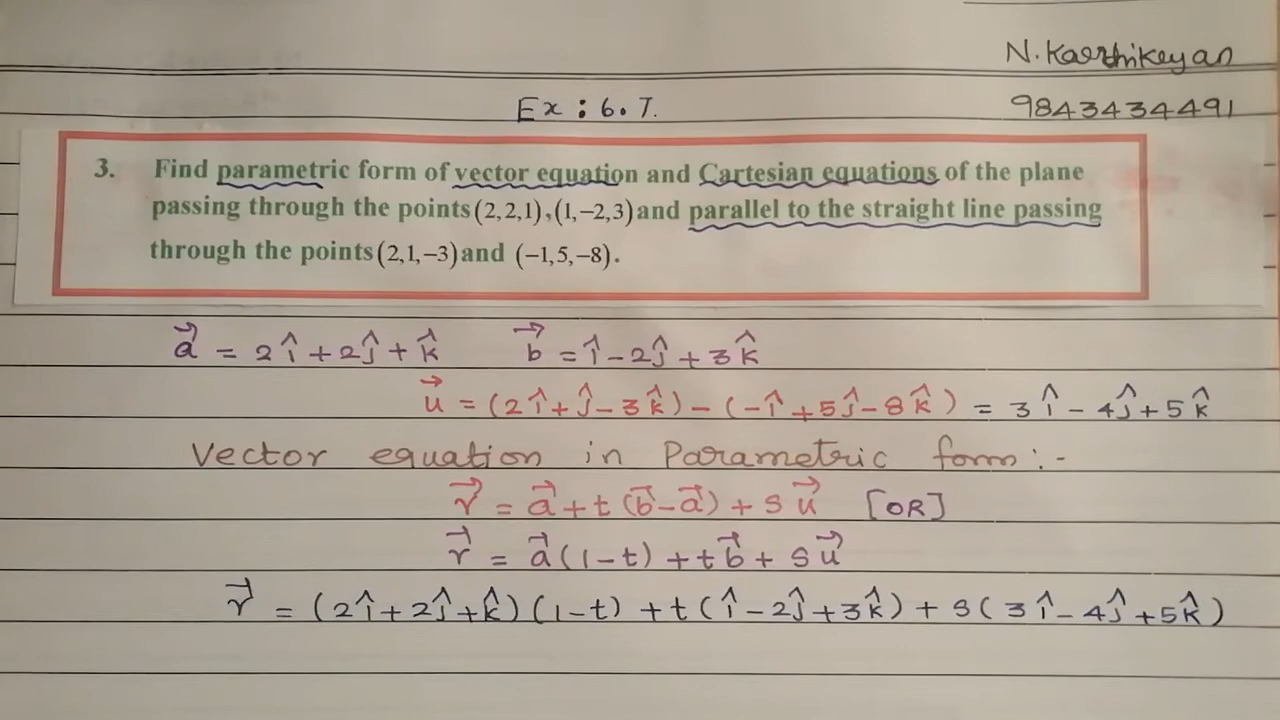 N. Karthikeyan
Ex : 6.7.
9843434491
3. Find parametric form of vector equation and Cartesian equations of the plane
passing through the points (2,2,1), (1,−2,3) and parallel to the straight line passing
through the points (2,1,−3) and (−1,5,−8).
a⃗ = 2î + 2ĵ + k̂ b⃗ = î − 2ĵ + 3k̂
u⃗ = (2î + ĵ − 3k̂) − (−î + 5ĵ − 8k̂) = 3î − 4ĵ + 5k̂
Vector equation in Parametric form :-
r⃗ = a⃗ + t (b⃗ − a⃗) + s u⃗ [OR]
r⃗ = a⃗ (1−t) + t b⃗ + s u⃗
r⃗ = (2î + 2ĵ + k̂) (1−t) + t (î − 2ĵ + 3k̂) + s (3î − 4ĵ + 5k̂)